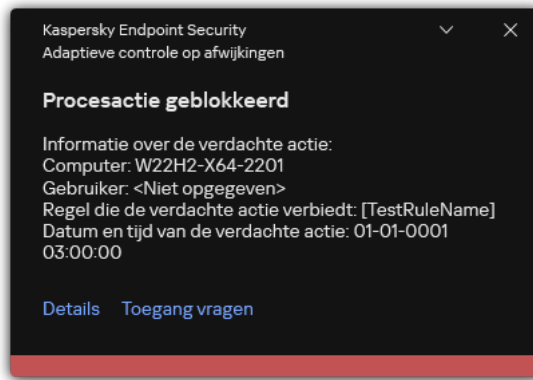 Kaspersky Endpoint Security
Adaptieve controle op afwijkingen
Procesactie geblokkeerd
Informatie over de verdachte actie:
Computer: W22H2-X64-2201
Gebruiker: <Niet opgegeven>
Regel die de verdachte actie verbiedt: [TestRuleName]
Datum en tijd van de verdachte actie: 01-01-0001
03:00:00
Details Toegang vragen